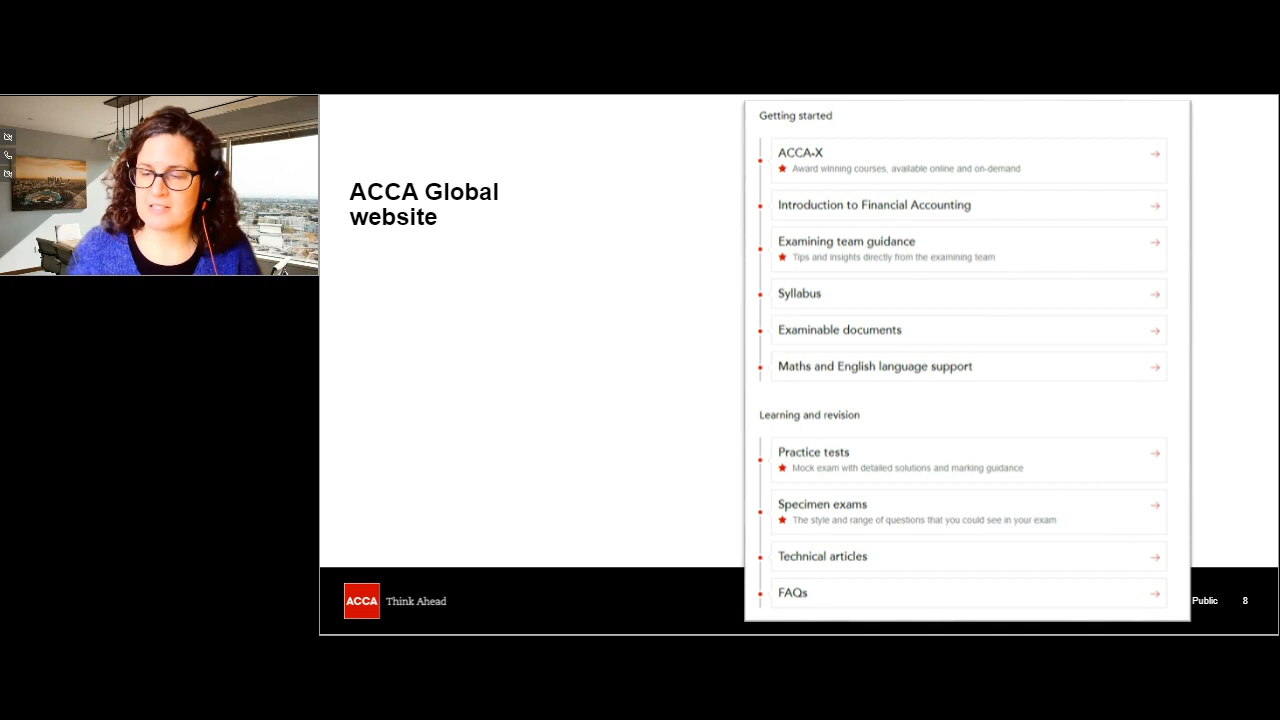 ACCA Global
website
Getting started
ACCA-X
Award winning courses, available online and on-demand
Introduction to Financial Accounting
Examining team guidance
Tips and insights directly from the examining team
Syllabus
Examinable documents
Maths and English language support
Learning and revision
Practice tests
Mock exam with detailed solutions and marking guidance
Specimen exams
The style and range of questions that you could see in your exam
Technical articles
FAQs
ACCA Think Ahead
Public 8